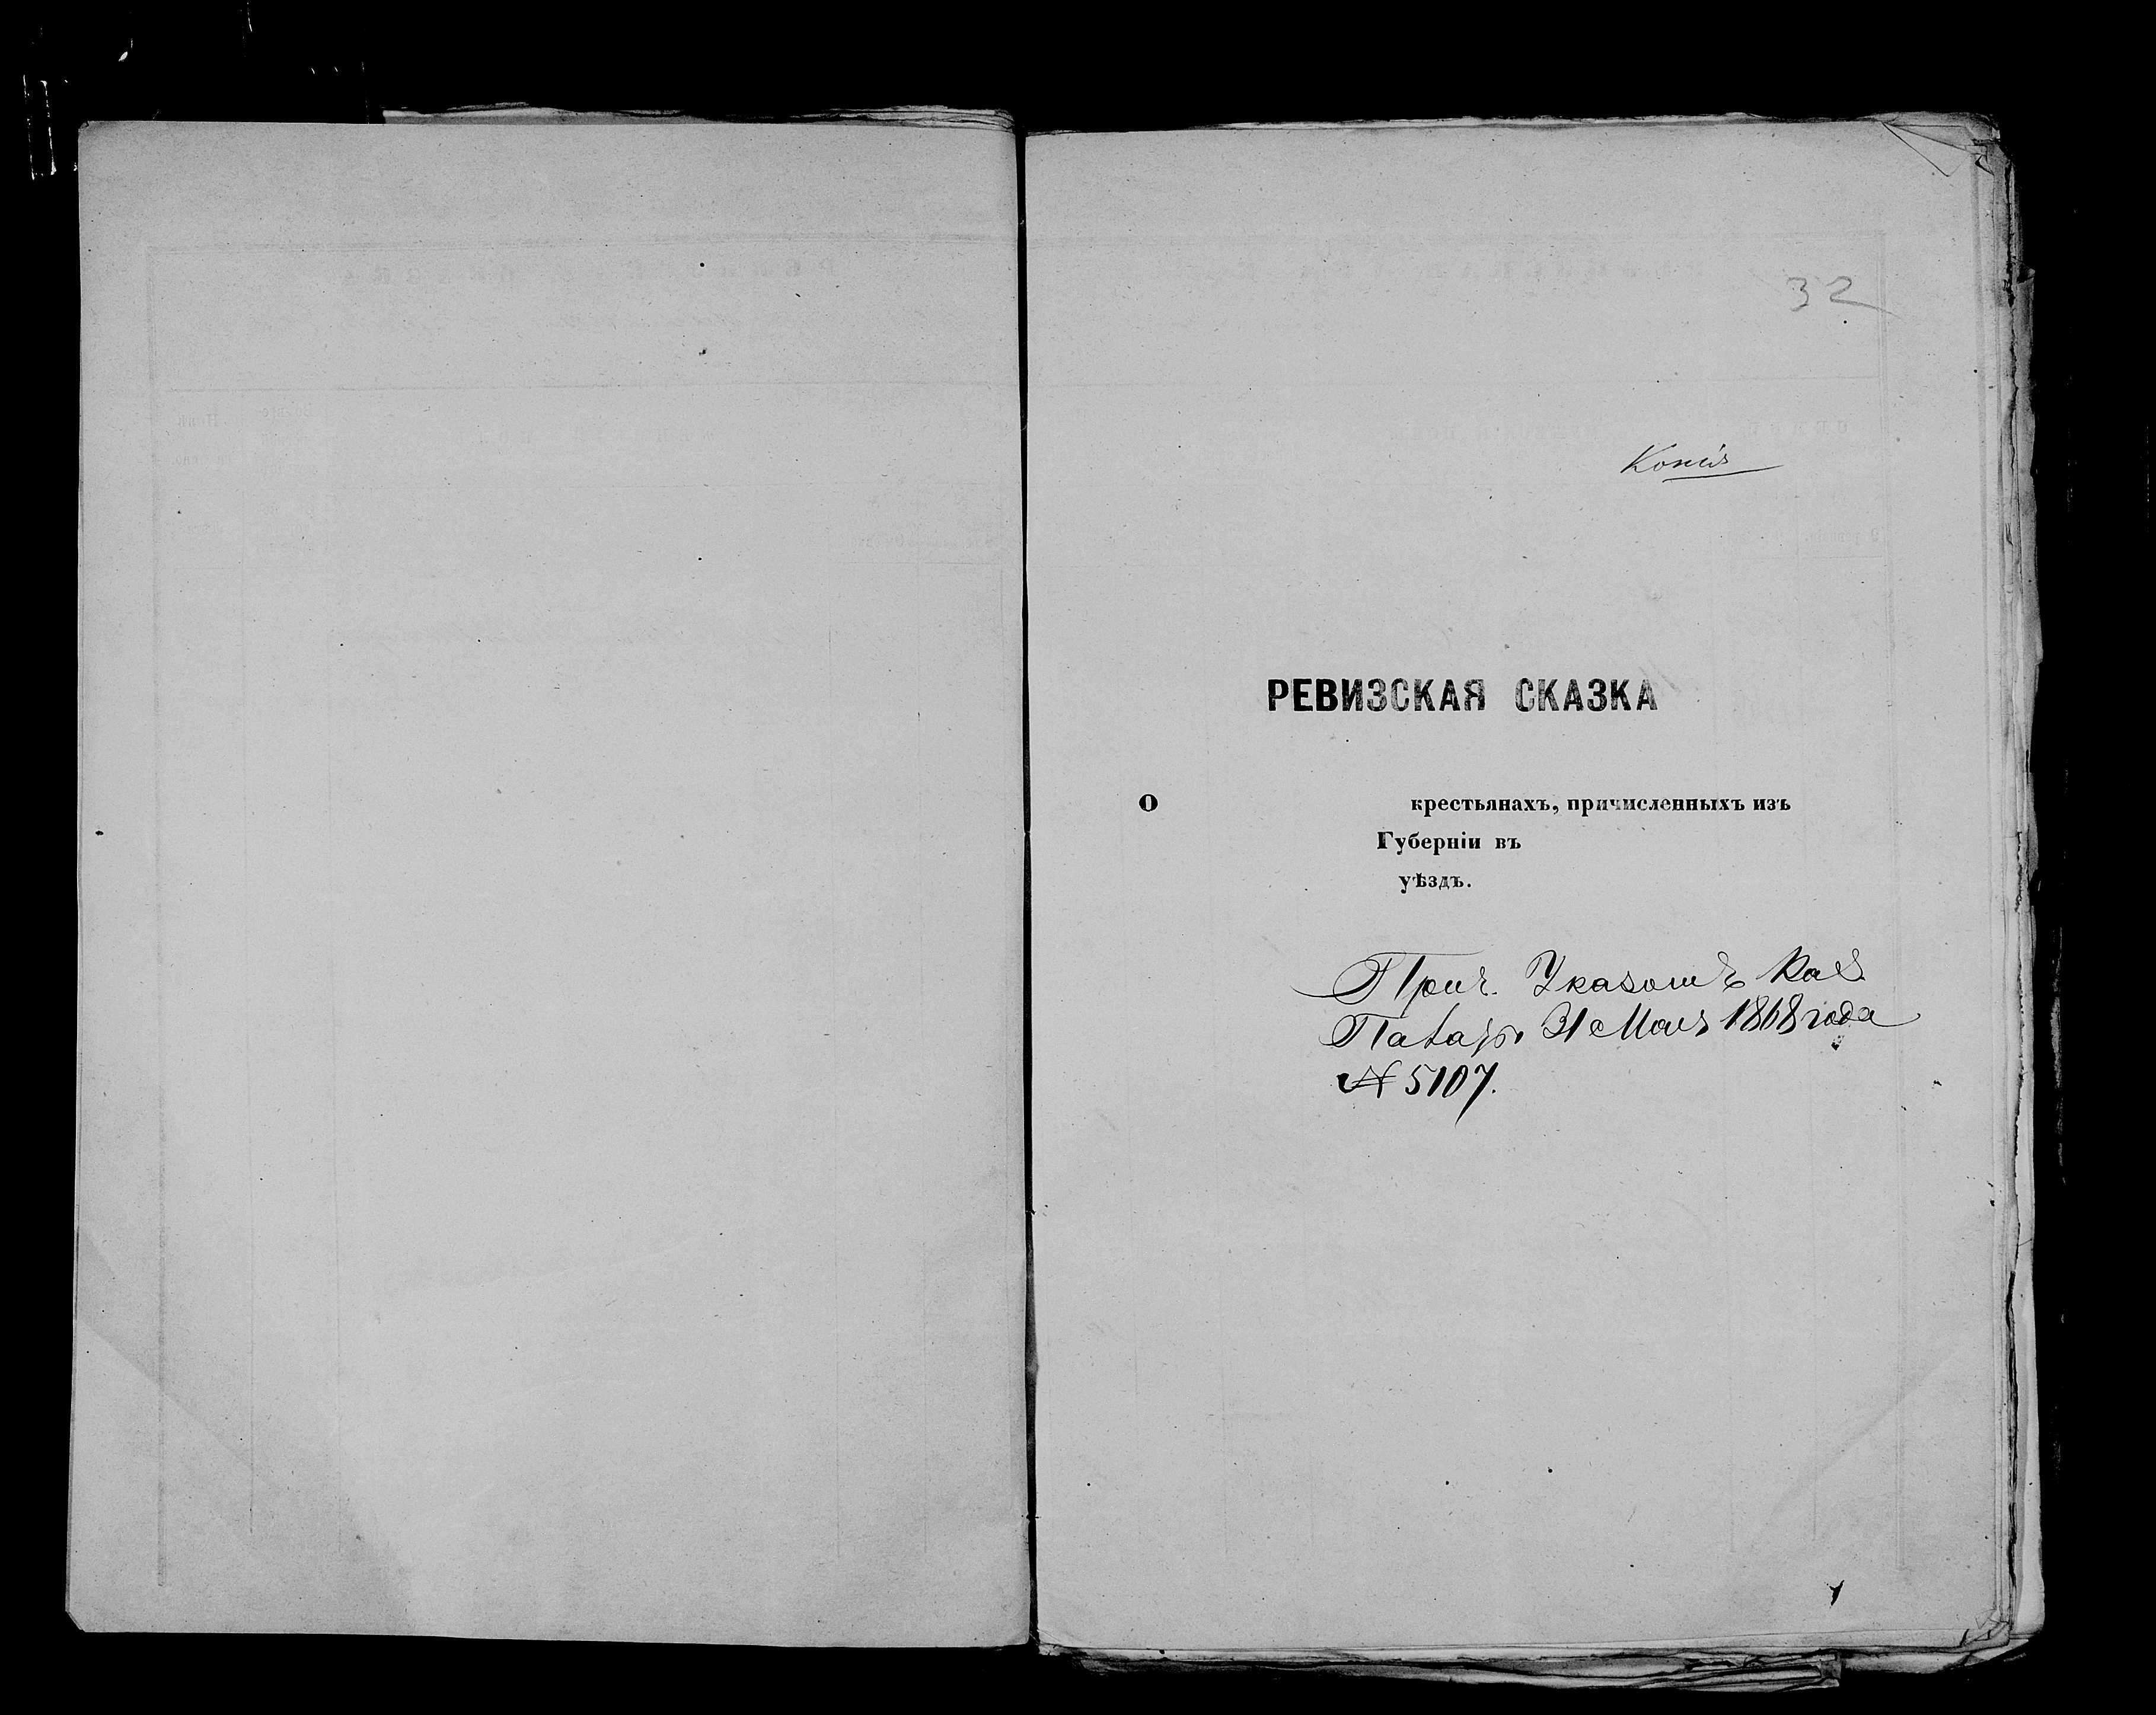 32
Копія
РЕВИЗСКАЯ СКАЗКА
О крестьянахъ, причисленныхъ изъ
Губерніи въ
уѣздъ.
Прич. Указомъ Каз.
Палаты 31 Мая 1868 года
№ 5107.